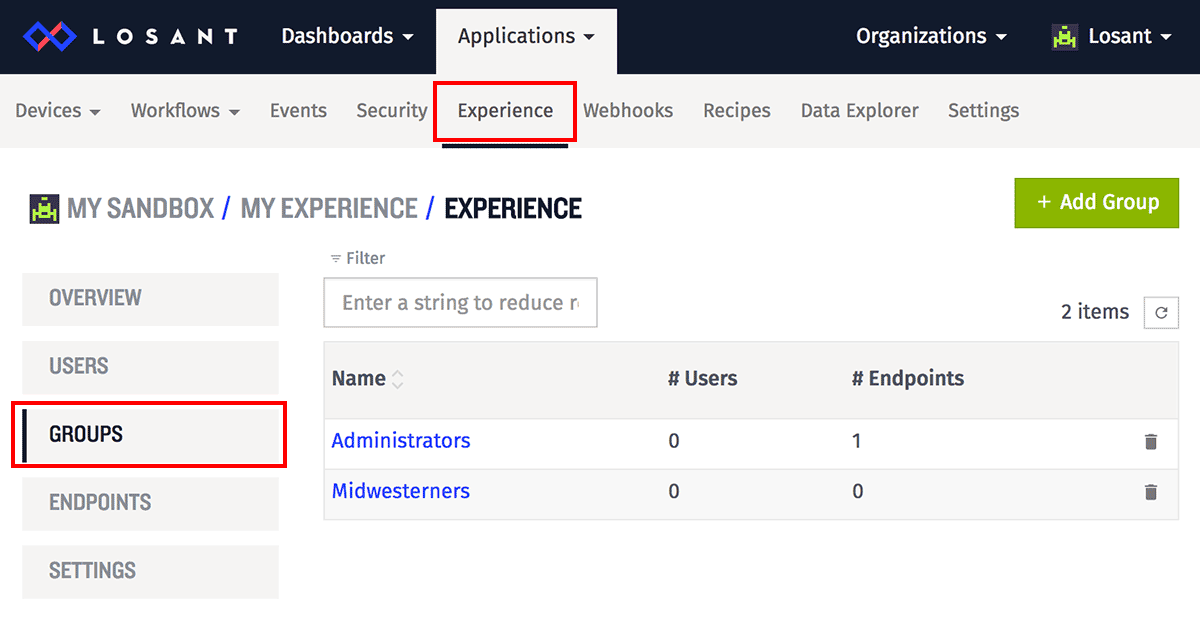 LOSANT Dashboards Applications Organizations Losant
Devices Workflows Events Security Experience Webhooks Recipes Data Explorer Settings
MY SANDBOX / MY EXPERIENCE / EXPERIENCE
+ Add Group
OVERVIEW
USERS
GROUPS
ENDPOINTS
SETTINGS
Filter
Enter a string to reduce r
2 items
Name # Users # Endpoints
Administrators 0 1
Midwesterners 0 0